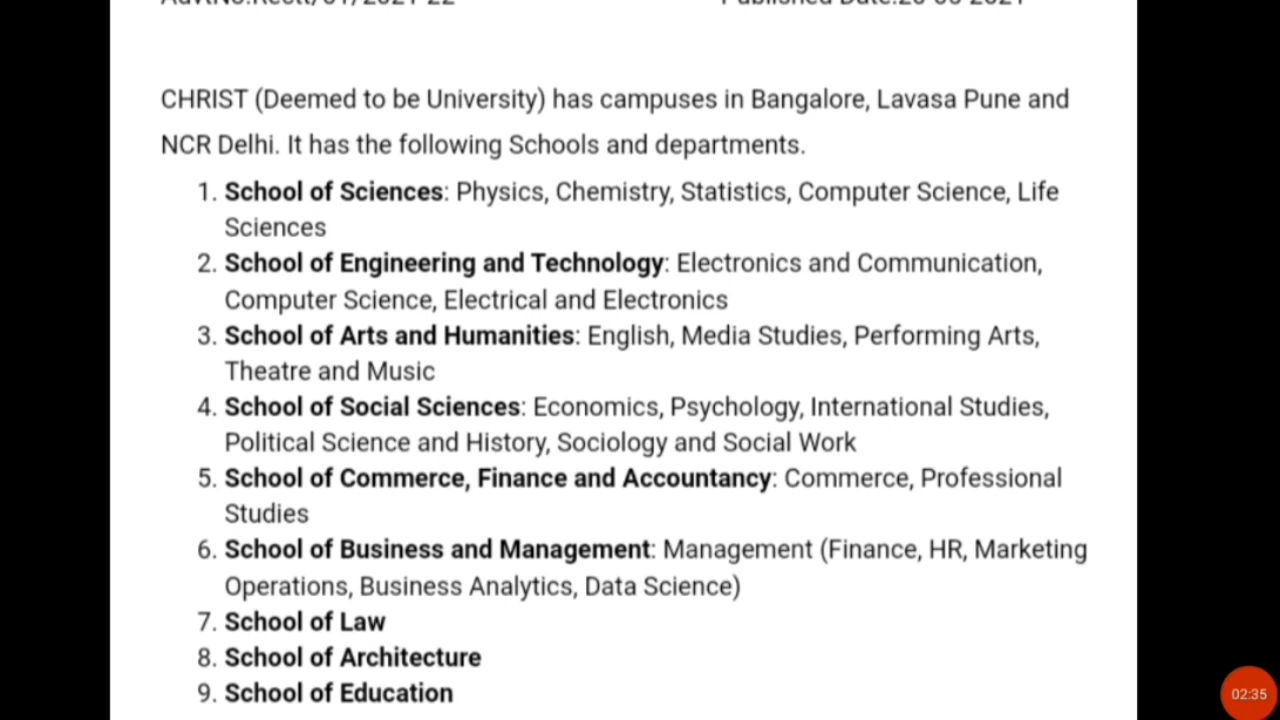 CHRIST (Deemed to be University) has campuses in Bangalore, Lavasa Pune and
NCR Delhi. It has the following Schools and departments.
1. School of Sciences: Physics, Chemistry, Statistics, Computer Science, Life
Sciences
2. School of Engineering and Technology: Electronics and Communication,
Computer Science, Electrical and Electronics
3. School of Arts and Humanities: English, Media Studies, Performing Arts,
Theatre and Music
4. School of Social Sciences: Economics, Psychology, International Studies,
Political Science and History, Sociology and Social Work
5. School of Commerce, Finance and Accountancy: Commerce, Professional
Studies
6. School of Business and Management: Management (Finance, HR, Marketing
Operations, Business Analytics, Data Science)
7. School of Law
8. School of Architecture
9. School of Education
02:35